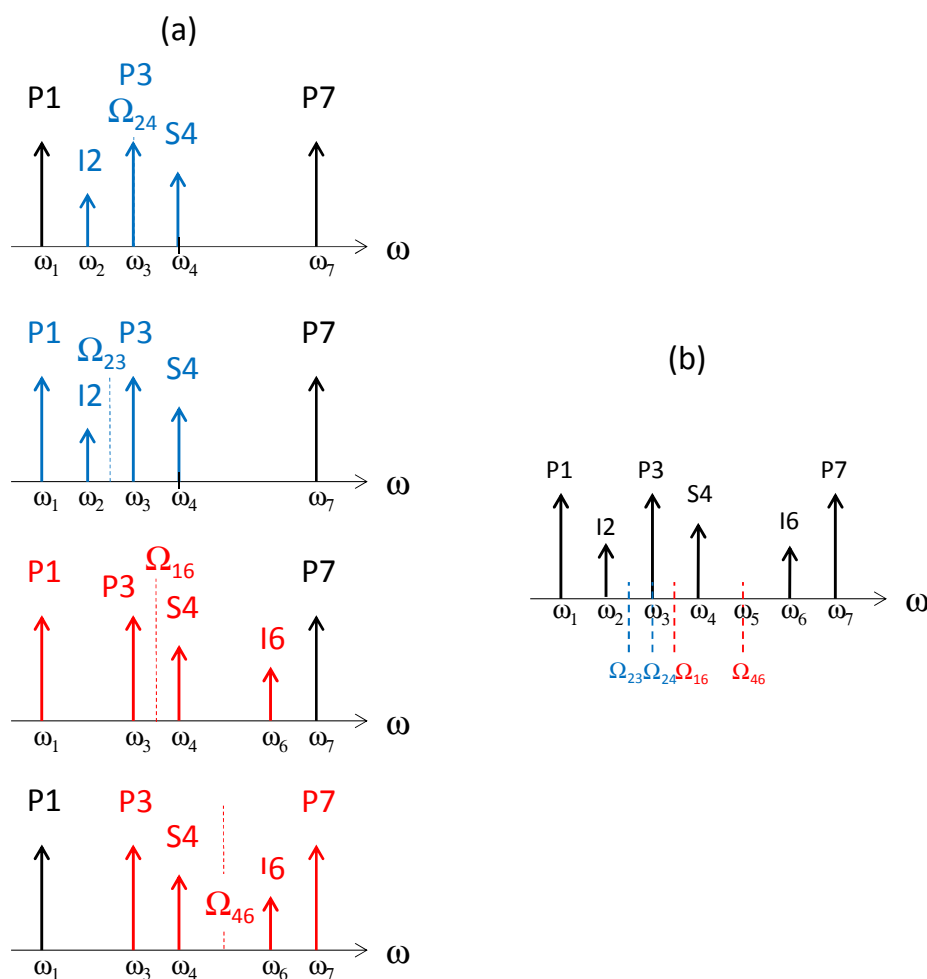 (a)
P3
P1 Ω₂₄ P7
S4
I2
ω
ω₁ ω₂ ω₃ ω₄ ω₇
P1 P3 P7
Ω₂₃
S4
I2
ω
ω₁ ω₂ ω₃ ω₄ ω₇
Ω₁₆
P1 P3 P7
S4
I6
ω
ω₁ ω₃ ω₄ ω₆ ω₇
P1 P3 P7
S4
I6
Ω₄₆
ω
ω₁ ω₃ ω₄ ω₆ ω₇
(b)
P1 P3 P7
S4
I2 I6
ω
ω₁ ω₂ ω₃ ω₄ ω₅ ω₆ ω₇
Ω₂₃ Ω₂₄ Ω₁₆ Ω₄₆